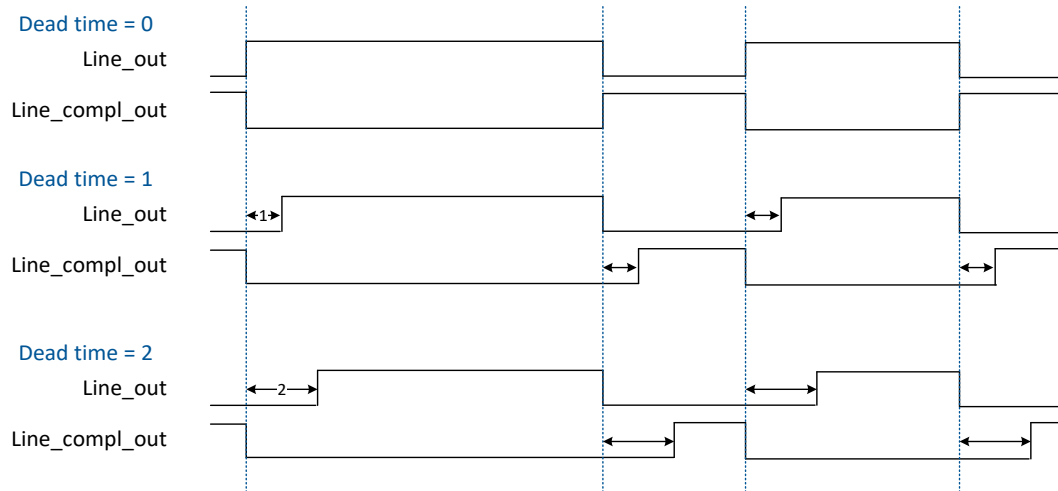 Dead time = 0
Line_out
Line_compl_out
Dead time = 1
Line_out
1
Line_compl_out
Dead time = 2
Line_out
2
Line_compl_out